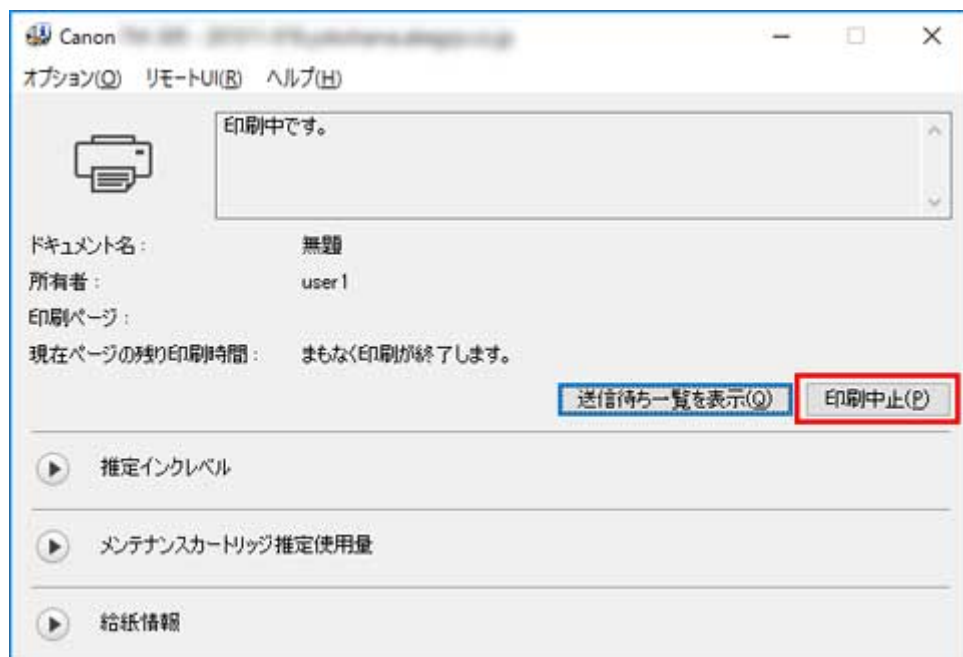 Canon
オプション(O) リモートUI(R) ヘルプ(H)
印刷中です。
ドキュメント名 : 無題
所有者 : user1
印刷ページ :
現在ページの残り印刷時間 : まもなく印刷が終了します。
送信待ち一覧を表示(Q) 印刷中止(P)
推定インクレベル
メンテナンスカートリッジ推定使用量
給紙情報